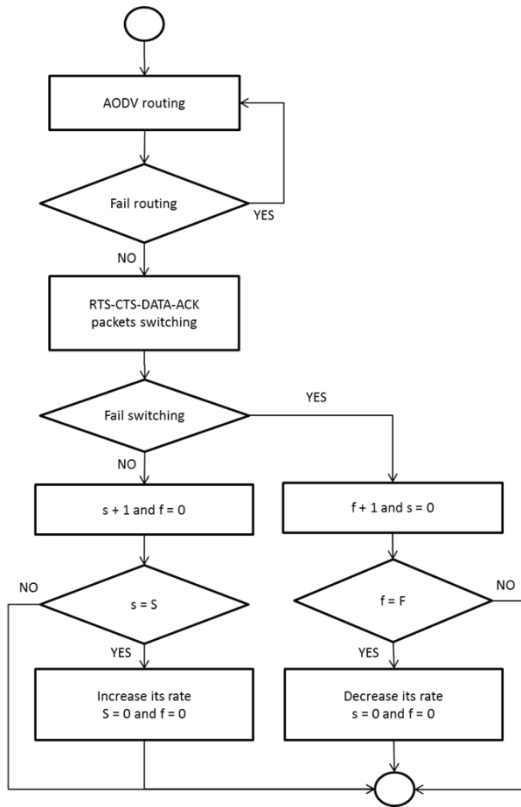 AODV routing
Fail routing
YES
NO
RTS-CTS-DATA-ACK
packets switching
Fail switching
YES
NO
s + 1 and f = 0
f + 1 and s = 0
NO
s = S
f = F
NO
YES
YES
Increase its rate
S = 0 and f = 0
Decrease its rate
s = 0 and f = 0